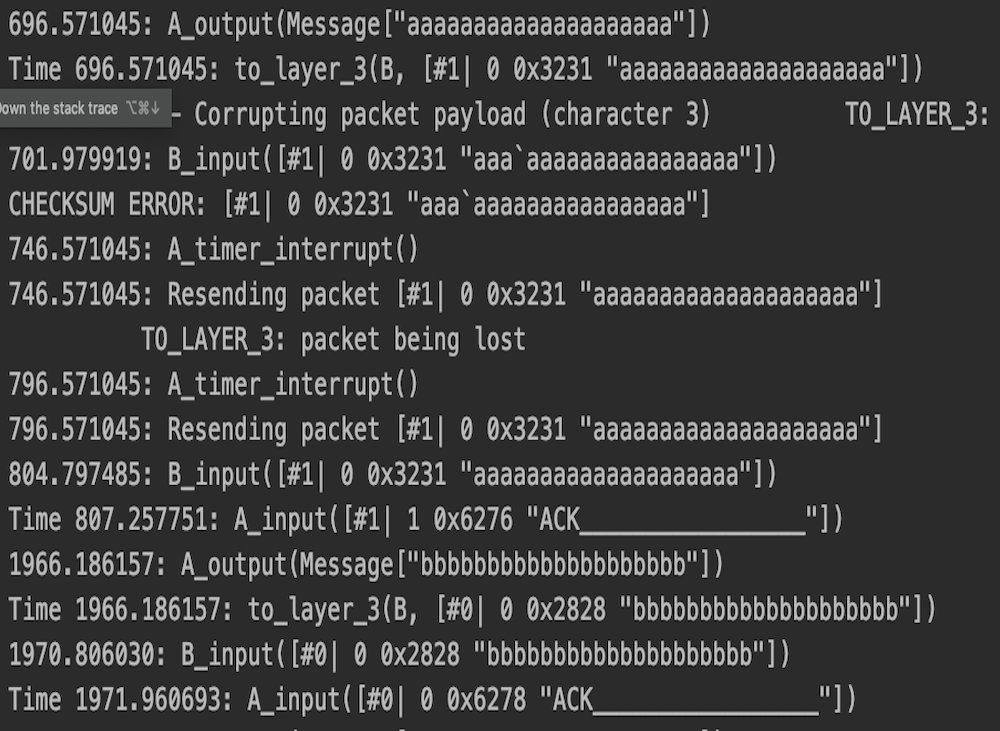 696.571045: A_output(Message["aaaaaaaaaaaaaaaaaaaa"])
Time 696.571045: to_layer_3(B, [#1| 0 0x3231 "aaaaaaaaaaaaaaaaaaaa"])
Down the stack trace ⌥⌘↓ - Corrupting packet payload (character 3) TO_LAYER_3:
701.979919: B_input([#1| 0 0x3231 "aaa`aaaaaaaaaaaaaaaa"])
CHECKSUM ERROR: [#1| 0 0x3231 "aaa`aaaaaaaaaaaaaaaa"]
746.571045: A_timer_interrupt()
746.571045: Resending packet [#1| 0 0x3231 "aaaaaaaaaaaaaaaaaaaa"]
TO_LAYER_3: packet being lost
796.571045: A_timer_interrupt()
796.571045: Resending packet [#1| 0 0x3231 "aaaaaaaaaaaaaaaaaaaa"]
804.797485: B_input([#1| 0 0x3231 "aaaaaaaaaaaaaaaaaaaa"])
Time 807.257751: A_input([#1| 1 0x6276 "ACK_________________"])
1966.186157: A_output(Message["bbbbbbbbbbbbbbbbbbbb"])
Time 1966.186157: to_layer_3(B, [#0| 0 0x2828 "bbbbbbbbbbbbbbbbbbbb"])
1970.806030: B_input([#0| 0 0x2828 "bbbbbbbbbbbbbbbbbbbb"])
Time 1971.960693: A_input([#0| 0 0x6278 "ACK_________________"])